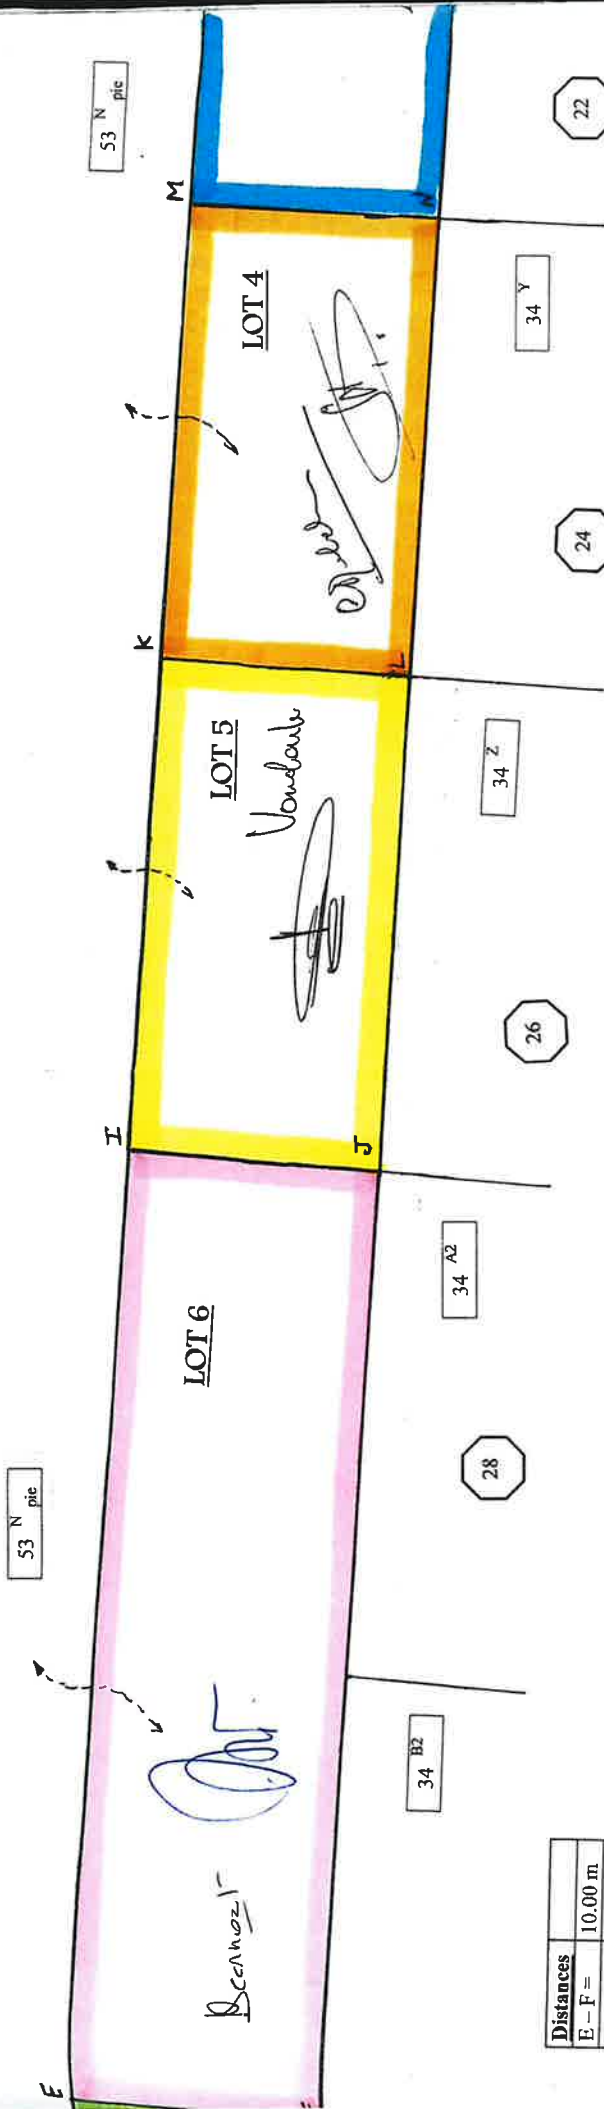 53 N pie
22
M
N
LOT 4
34 Y
24
K
L
LOT 5
34 Z
26
I
J
LOT 6
34 A2
28
53 N pie
34 B2
E
Distances
E – F = 10.00 m